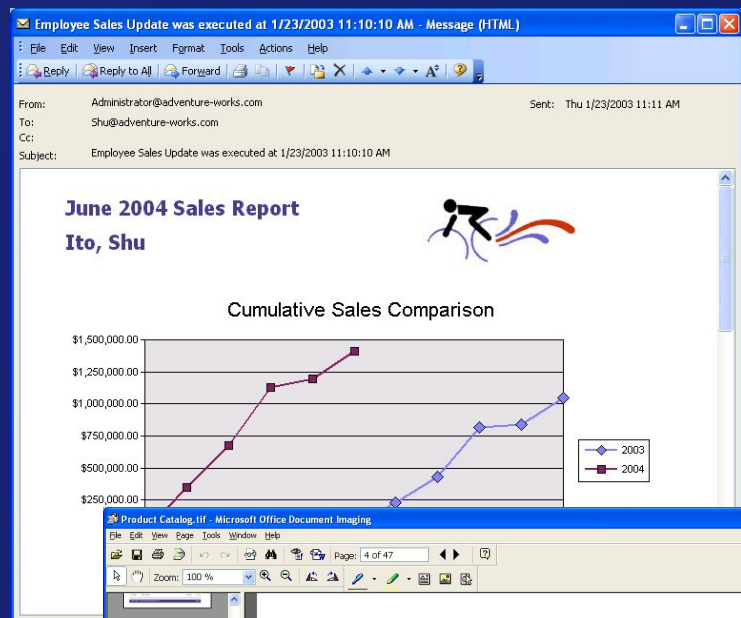 Employee Sales Update was executed at 1/23/2003 11:10:10 AM - Message (HTML)
File Edit View Insert Format Tools Actions Help
Reply Reply to All Forward
From: Administrator@adventure-works.com Sent: Thu 1/23/2003 11:11 AM
To: Shu@adventure-works.com
Cc:
Subject: Employee Sales Update was executed at 1/23/2003 11:10:10 AM
June 2004 Sales Report
Ito, Shu
Cumulative Sales Comparison
$1,500,000.00
$1,250,000.00
$1,000,000.00
$750,000.00
$500,000.00
$250,000.00
2003
2004
Product Catalog.tif - Microsoft Office Document Imaging
File Edit View Page Tools Window Help
Page: 4 of 47
Zoom: 100 %